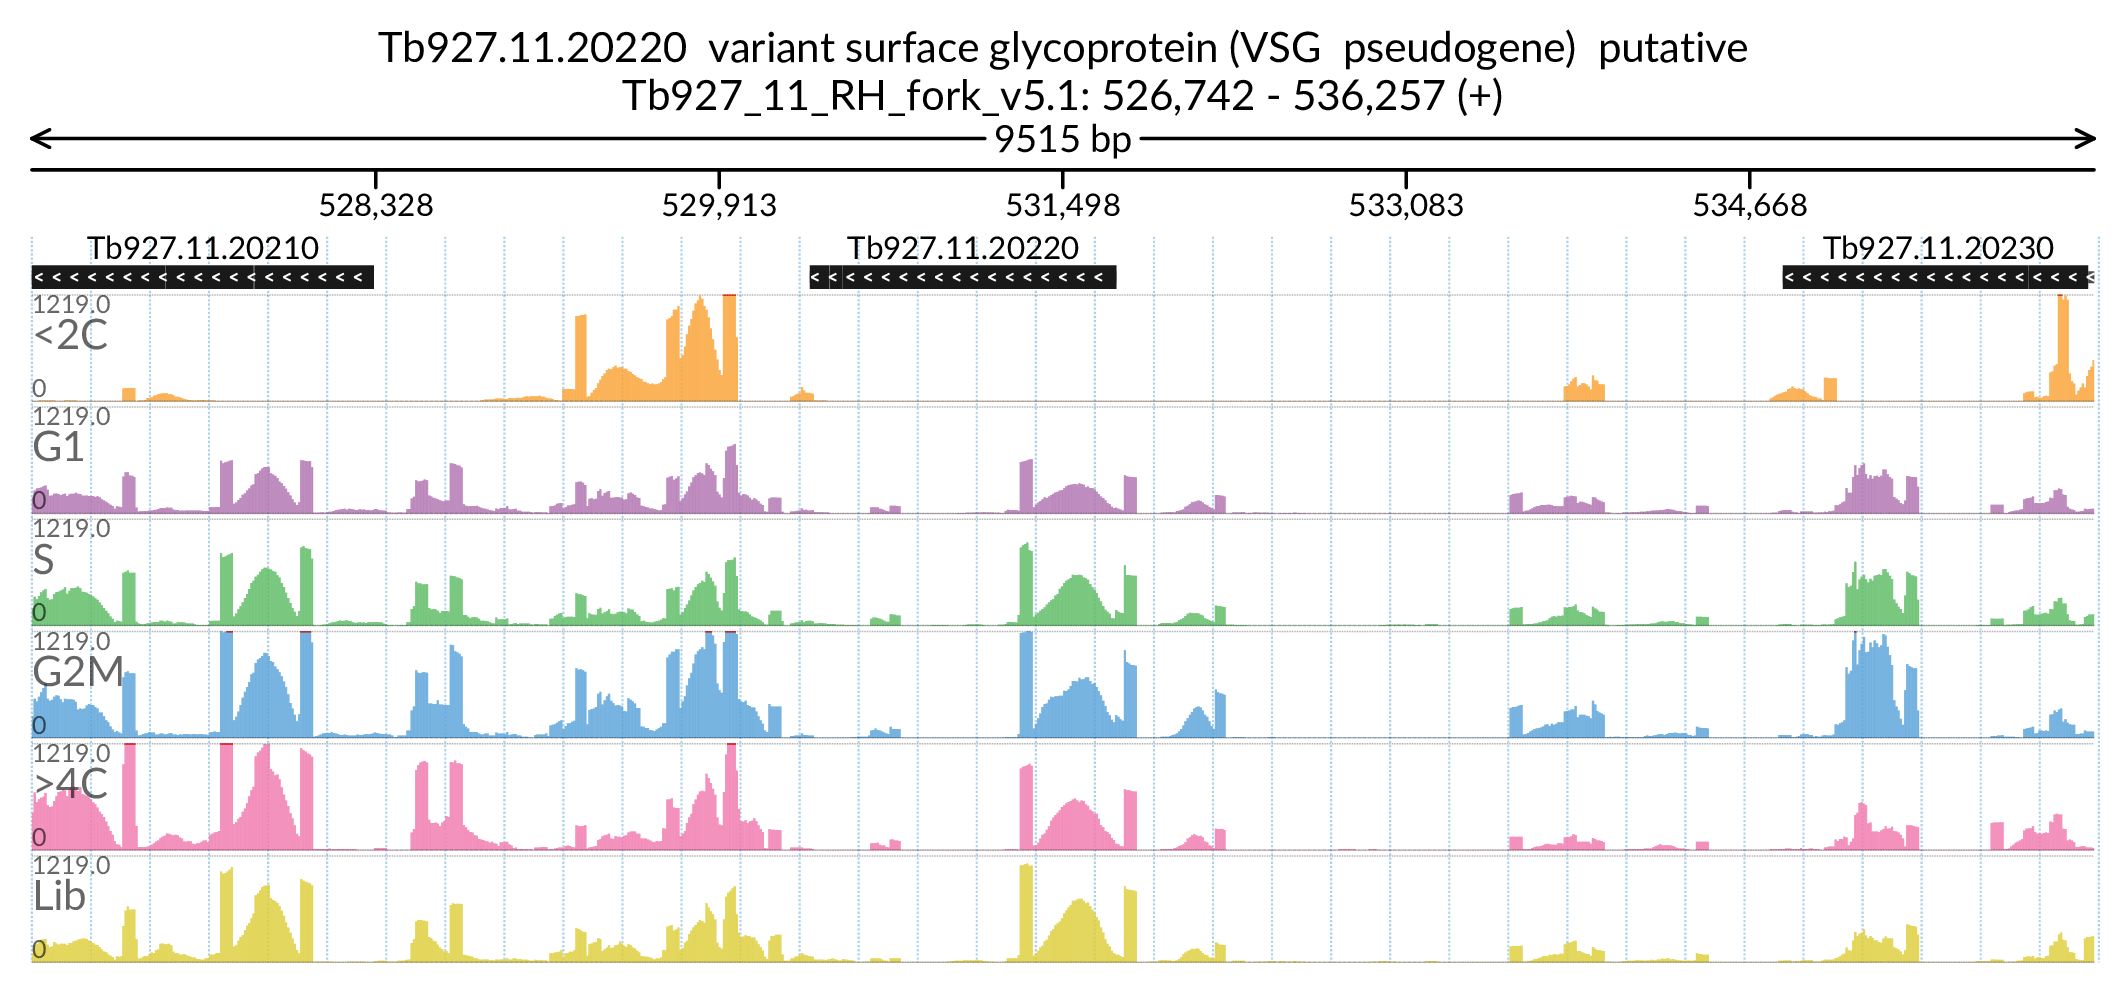 Tb927.11.20220 variant surface glycoprotein (VSG pseudogene) putative
Tb927_11_RH_fork_v5.1: 526,742 - 536,257 (+)
9515 bp
528,328 529,913 531,498 533,083 534,668
Tb927.11.20210 Tb927.11.20220 Tb927.11.20230
1219.0
<2C
0
1219.0
G1
0
1219.0
S
0
1219.0
G2M
0
1219.0
>4C
0
1219.0
Lib
0